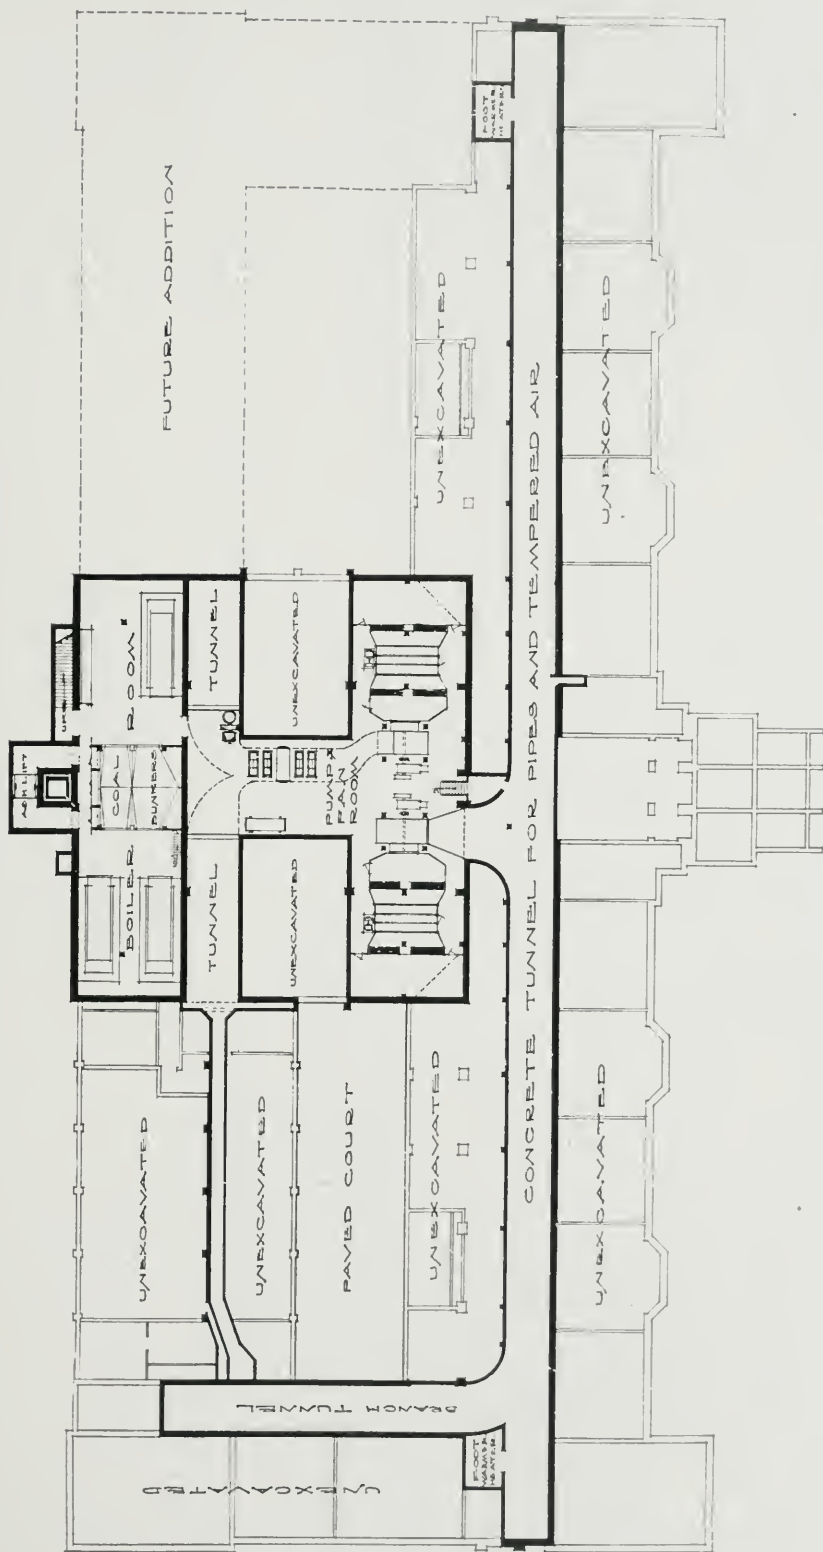 FUTURE ADDITION
FOOT
WARMER
HEATER
UNEXCAVATED
UNEXCAVATED
CONCRETE TUNNEL FOR PIPES AND TEMPERED AIR
ASH LIFT
BOILER ROOM
COAL
BUNKERS
TUNNEL
TUNNEL
UNEXCAVATED
UNEXCAVATED
PUMP &
FAN
ROOM
UNEXCAVATED
UNEXCAVATED
PAVED COURT
UNEXCAVATED
UNEXCAVATED
BRANCH TUNNEL
FOOT
WARMER
HEATER
UNEXCAVATED